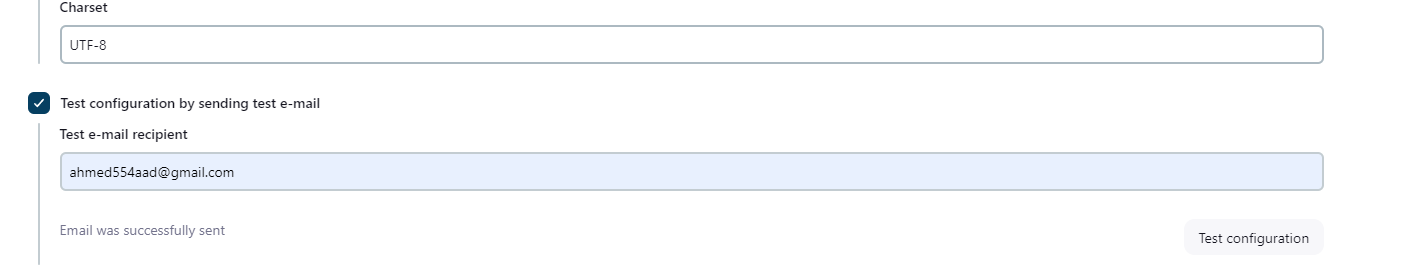 Charset
UTF-8
Test configuration by sending test e-mail
Test e-mail recipient
ahmed554aad@gmail.com
Email was successfully sent
Test configuration